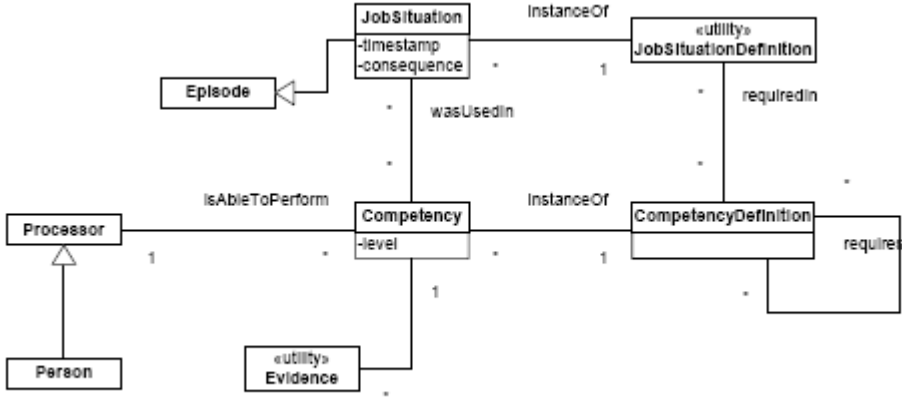 JobSituation
-timestamp
-consequence
InstanceOf
«utility»
JobSituationDefinition
*
1
Episode
*
wasUsedIn
*
requiredIn
*
*
*
IsAbleToPerform
Processor
1
*
Competency
-level
InstanceOf
*
1
CompetencyDefinition
requires
*
1
Person
«utility»
Evidence
*